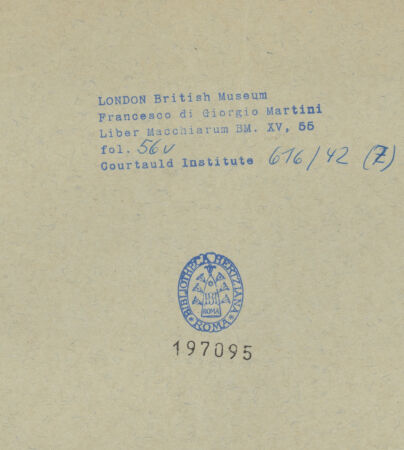 LONDON British Museum
Francesco di Giorgio Martini
Liber Macchiarum BM. XV, 55
fol. 56v
Courtauld Institute 616/42 (Z)
BIBLIOTHECA HERTZIANA
ROMA
ROMA
197095